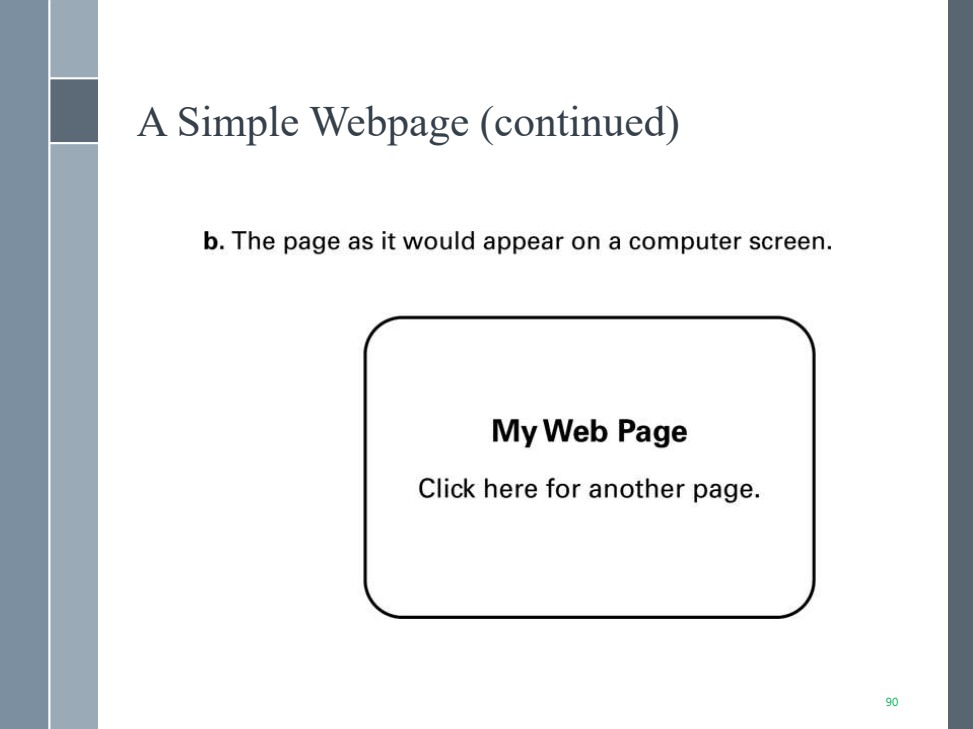 A Simple Webpage (continued)
b. The page as it would appear on a computer screen.
My Web Page
Click here for another page.
90